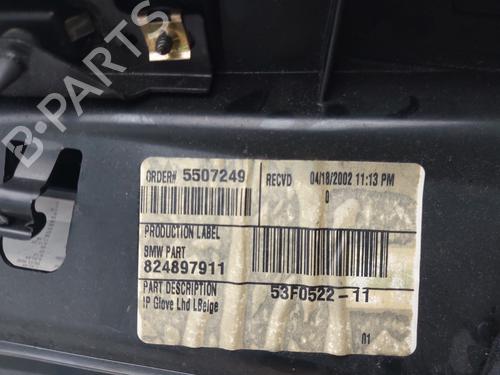 B-PARTS
ORDER# 5507249
RECVD 04/18/2002 11:13 PM
0
PRODUCTION LABEL
BMW PART
824897911
PART DESCRIPTION
IP Glove Lhd LBeige
53F0522-11
01